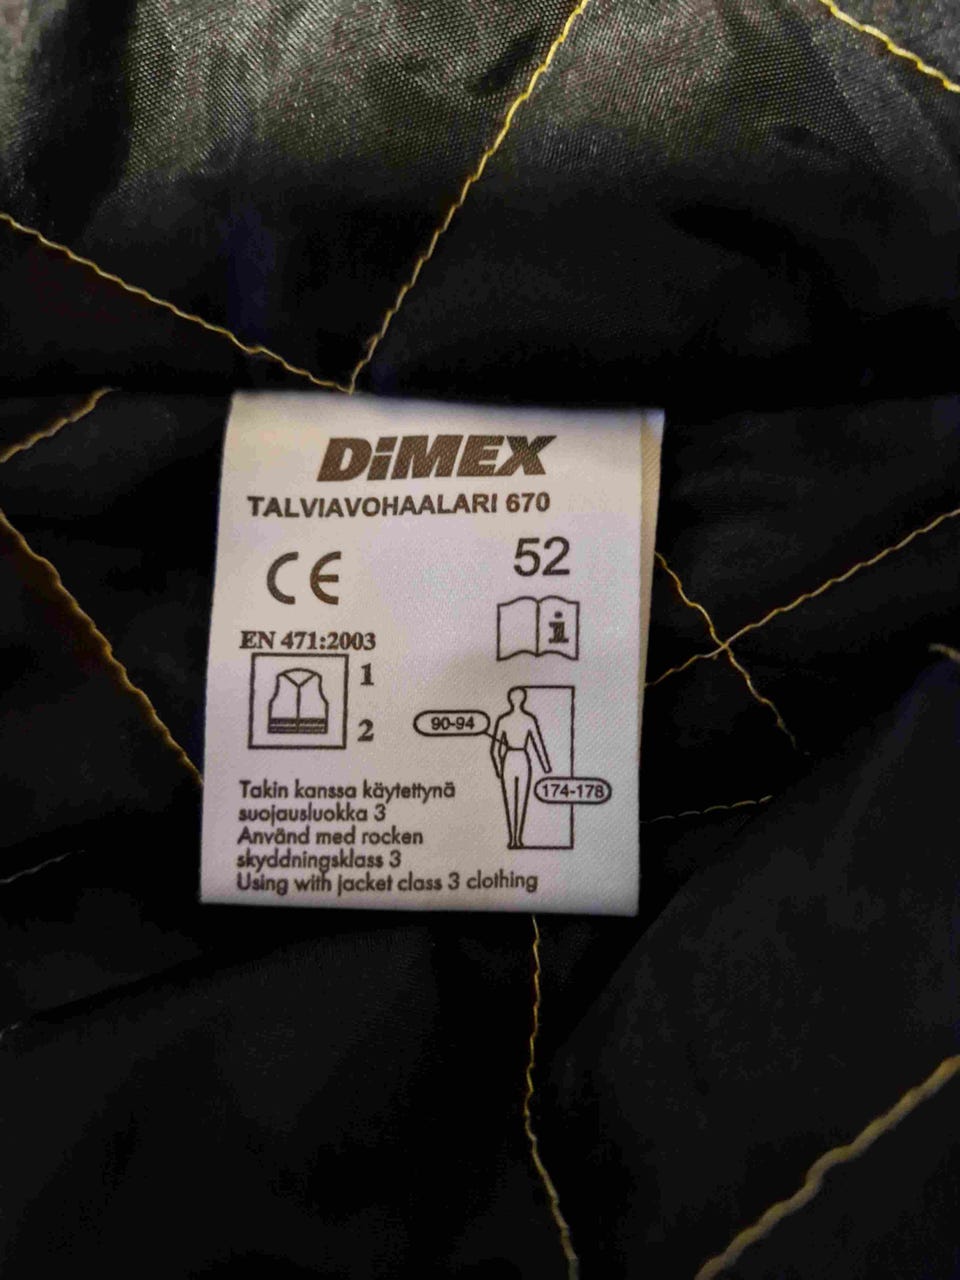 DiMEX
TALVIAVOHAALARI 670
CE
52
i
EN 471:2003
1
2
90-94
174-178
Takin kanssa käytettynä
suojausluokka 3
Använd med rocken
skyddningsklass 3
Using with jacket class 3 clothing